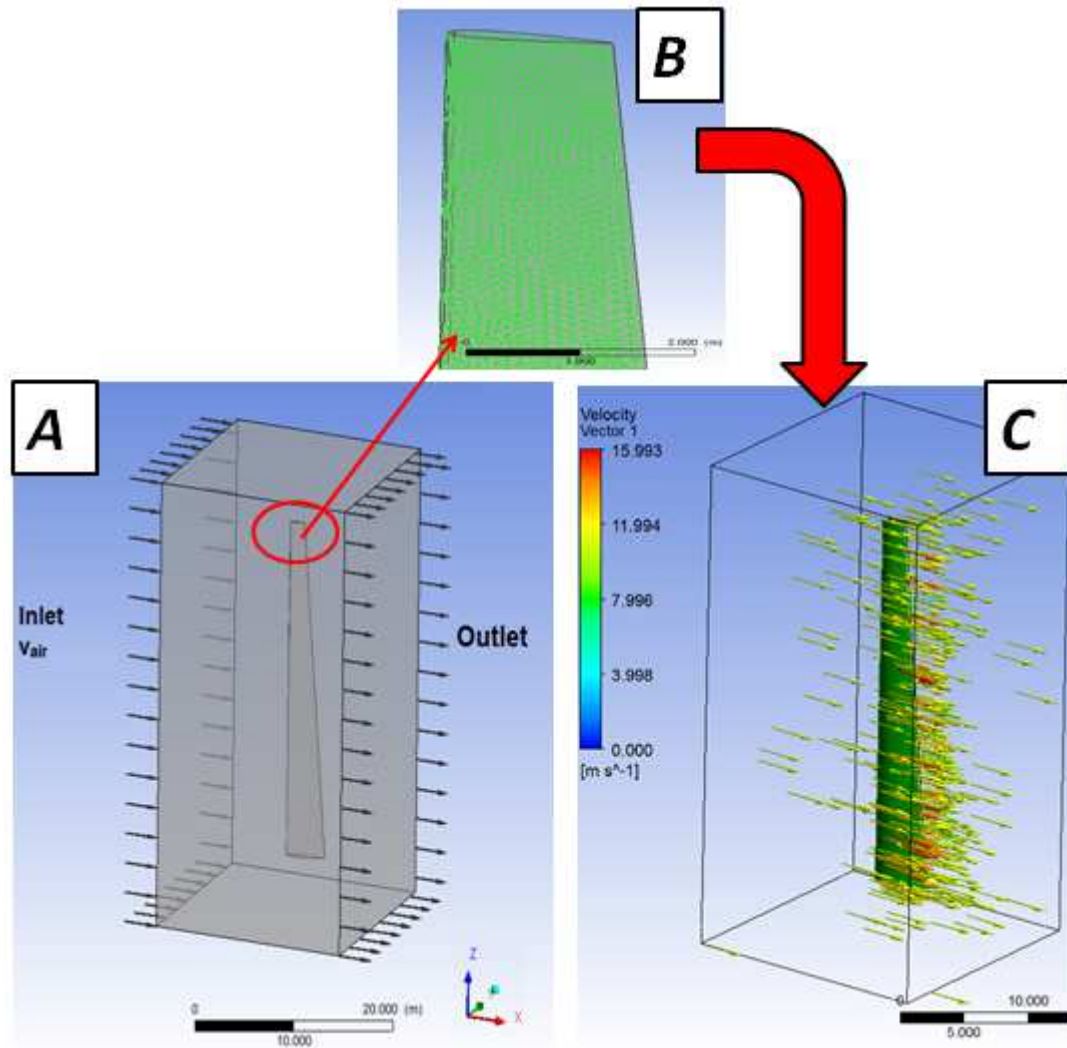 B
0
2.000 (m)
1.000
A
Inlet
Vair
Outlet
Z
X
0
20.000 (m)
10.000
C
Velocity
Vector 1
15.993
11.994
7.996
3.998
0.000
[m s^-1]
0
10.000
5.000